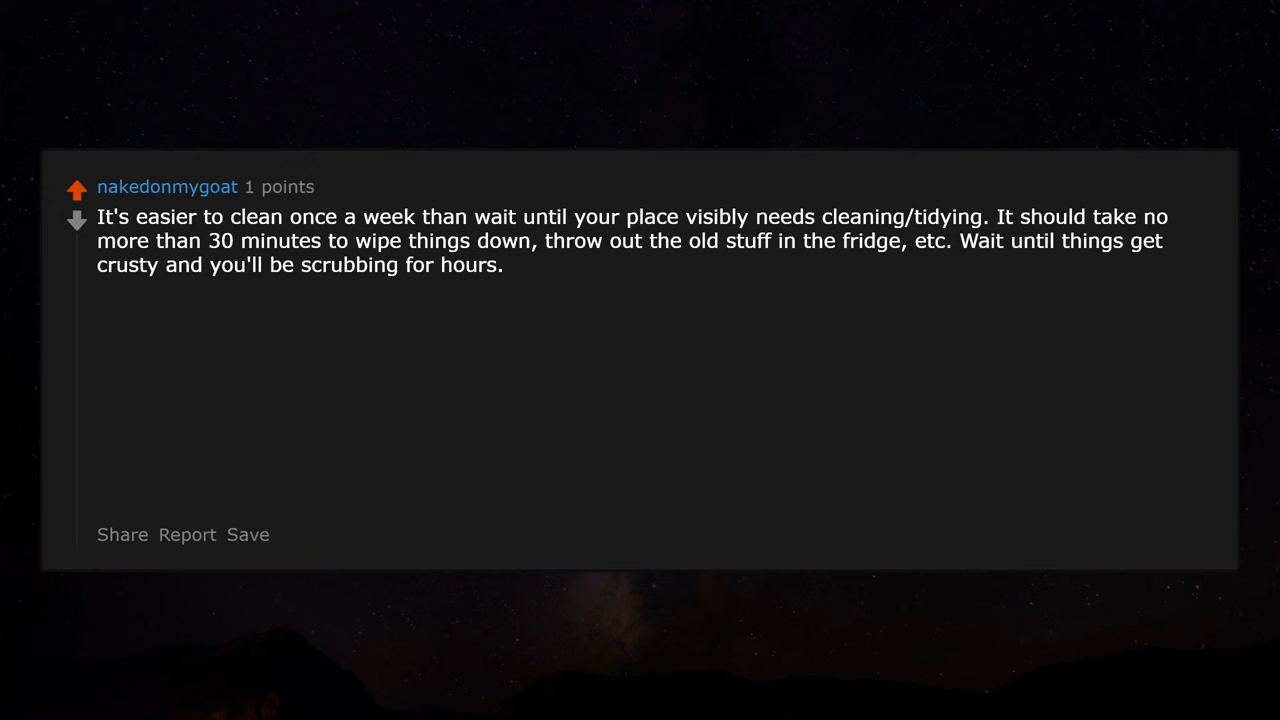 nakedonmygoat 1 points
It's easier to clean once a week than wait until your place visibly needs cleaning/tidying. It should take no
more than 30 minutes to wipe things down, throw out the old stuff in the fridge, etc. Wait until things get
crusty and you'll be scrubbing for hours.
Share Report Save